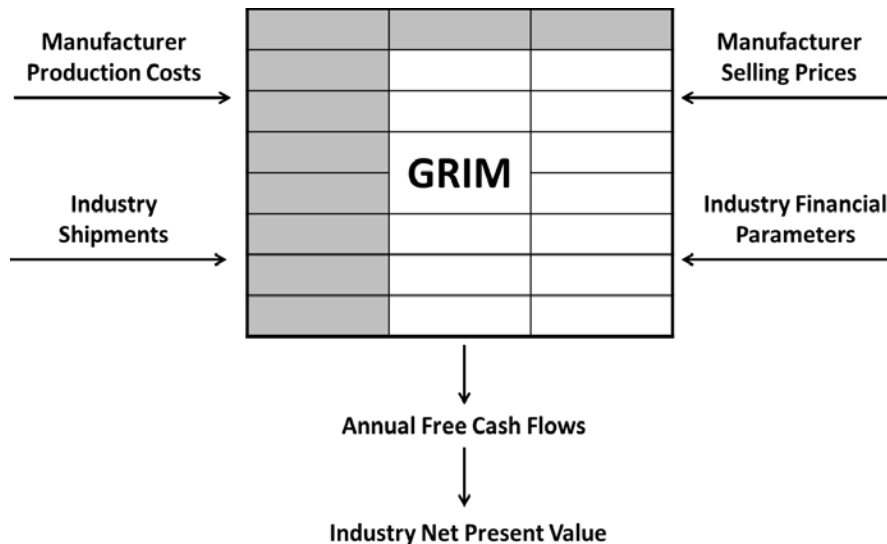 Manufacturer
Production Costs
Manufacturer
Selling Prices
GRIM
Industry
Shipments
Industry Financial
Parameters
Annual Free Cash Flows
Industry Net Present Value